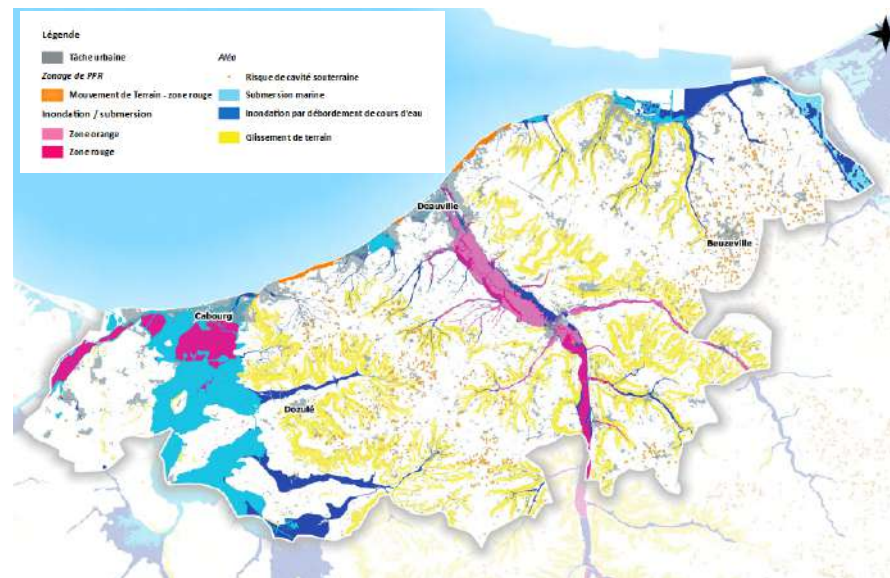 Légende
Tâche urbaine
Zonage de PPR
Mouvement de Terrain - zone rouge
Inondation / submersion
Zone orange
Zone rouge
Aléa
Risque de cavité souterraine
Submersion marine
Inondation par débordement de cours d'eau
Glissement de terrain
Deauville
Beuzeville
Cabourg
Dozulé